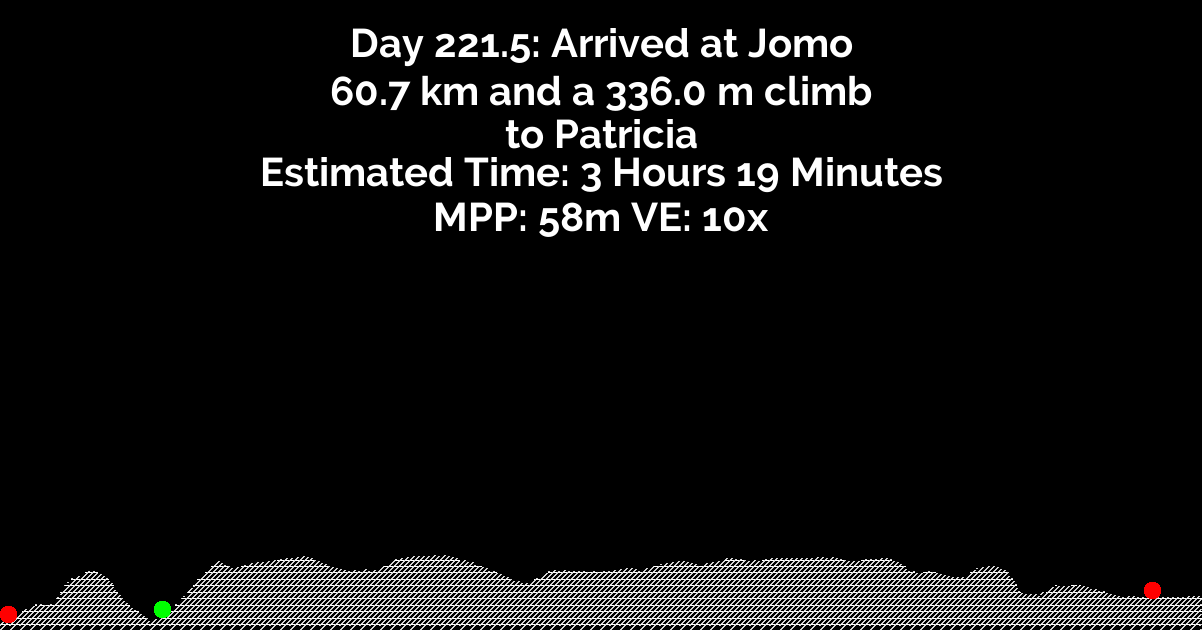 Day 221.5: Arrived at Jomo
60.7 km and a 336.0 m climb
to Patricia
Estimated Time: 3 Hours 19 Minutes
MPP: 58m VE: 10x